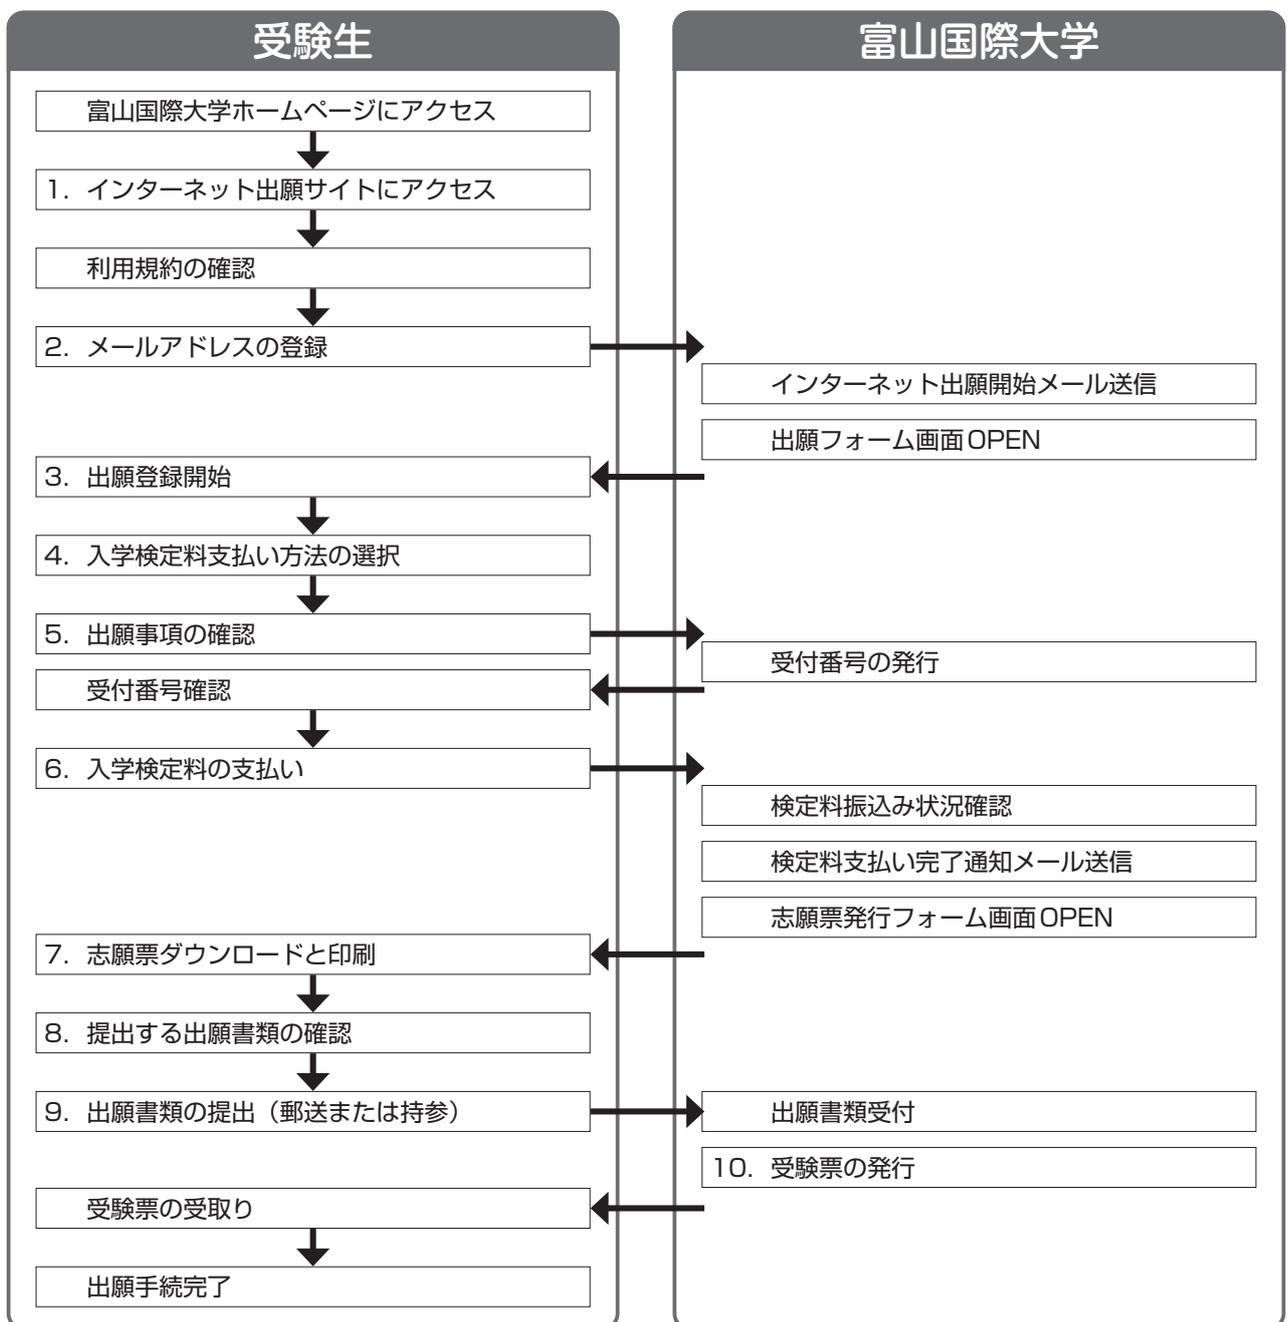 受験生
富山国際大学
富山国際大学ホームページにアクセス
1. インターネット出願サイトにアクセス
利用規約の確認
2. メールアドレスの登録
インターネット出願開始メール送信
出願フォーム画面OPEN
3. 出願登録開始
4. 入学検定料支払い方法の選択
5. 出願事項の確認
受付番号の発行
受付番号確認
6. 入学検定料の支払い
検定料振込み状況確認
検定料支払い完了通知メール送信
志願票発行フォーム画面OPEN
7. 志願票ダウンロードと印刷
8. 提出する出願書類の確認
9. 出願書類の提出（郵送または持参）
出願書類受付
10. 受験票の発行
受験票の受取り
出願手続完了